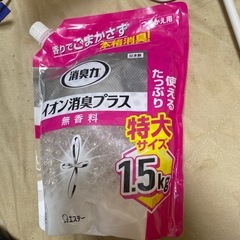 香りでごまかさず
本格消臭!
つめかえ用
消臭力
イオン消臭プラス
無香料
使える
たっぷり
特大
サイズ
1.5kg
エステー